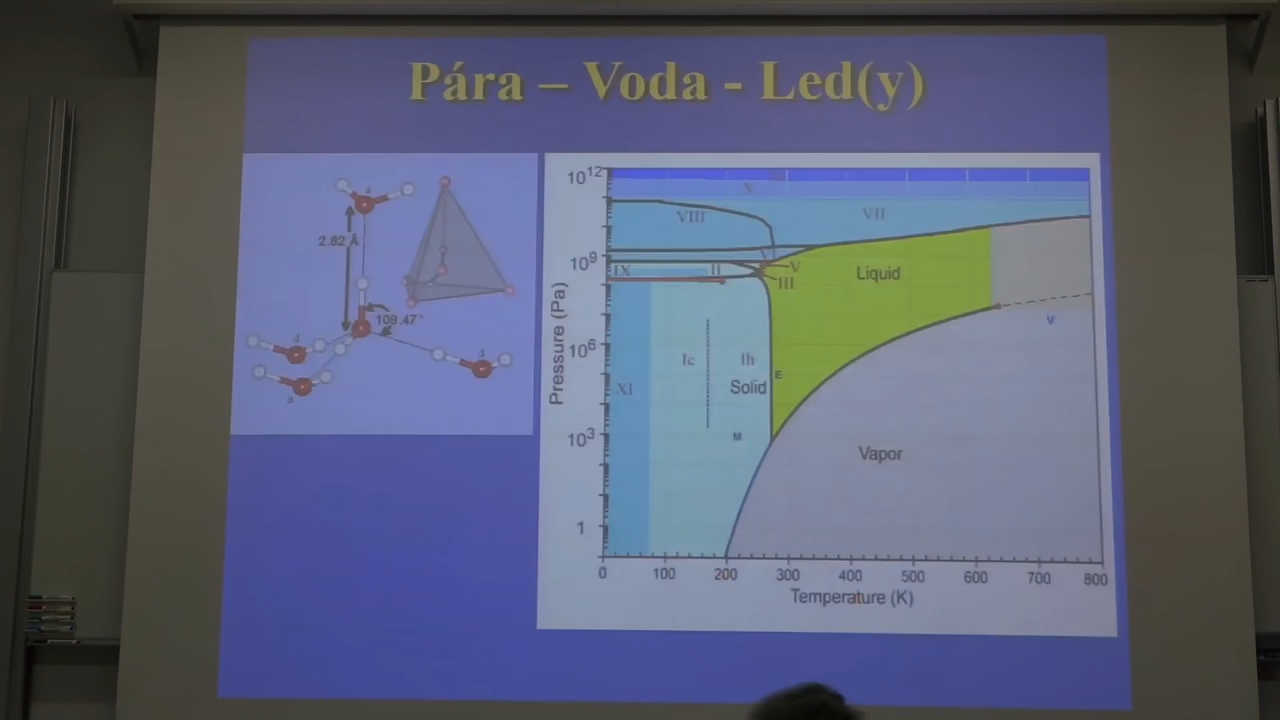 Pára – Voda - Led(y)
a
2.82 Å
109.47°
d
d
a
Pressure (Pa)
10¹²
10⁹
10⁶
10³
1
V
VIII
VII
IX
II
V
III
Liquid
V
Ic
Ih
Solid
E
XI
M
Vapor
0
100
200
300
400
500
600
700
800
Temperature (K)